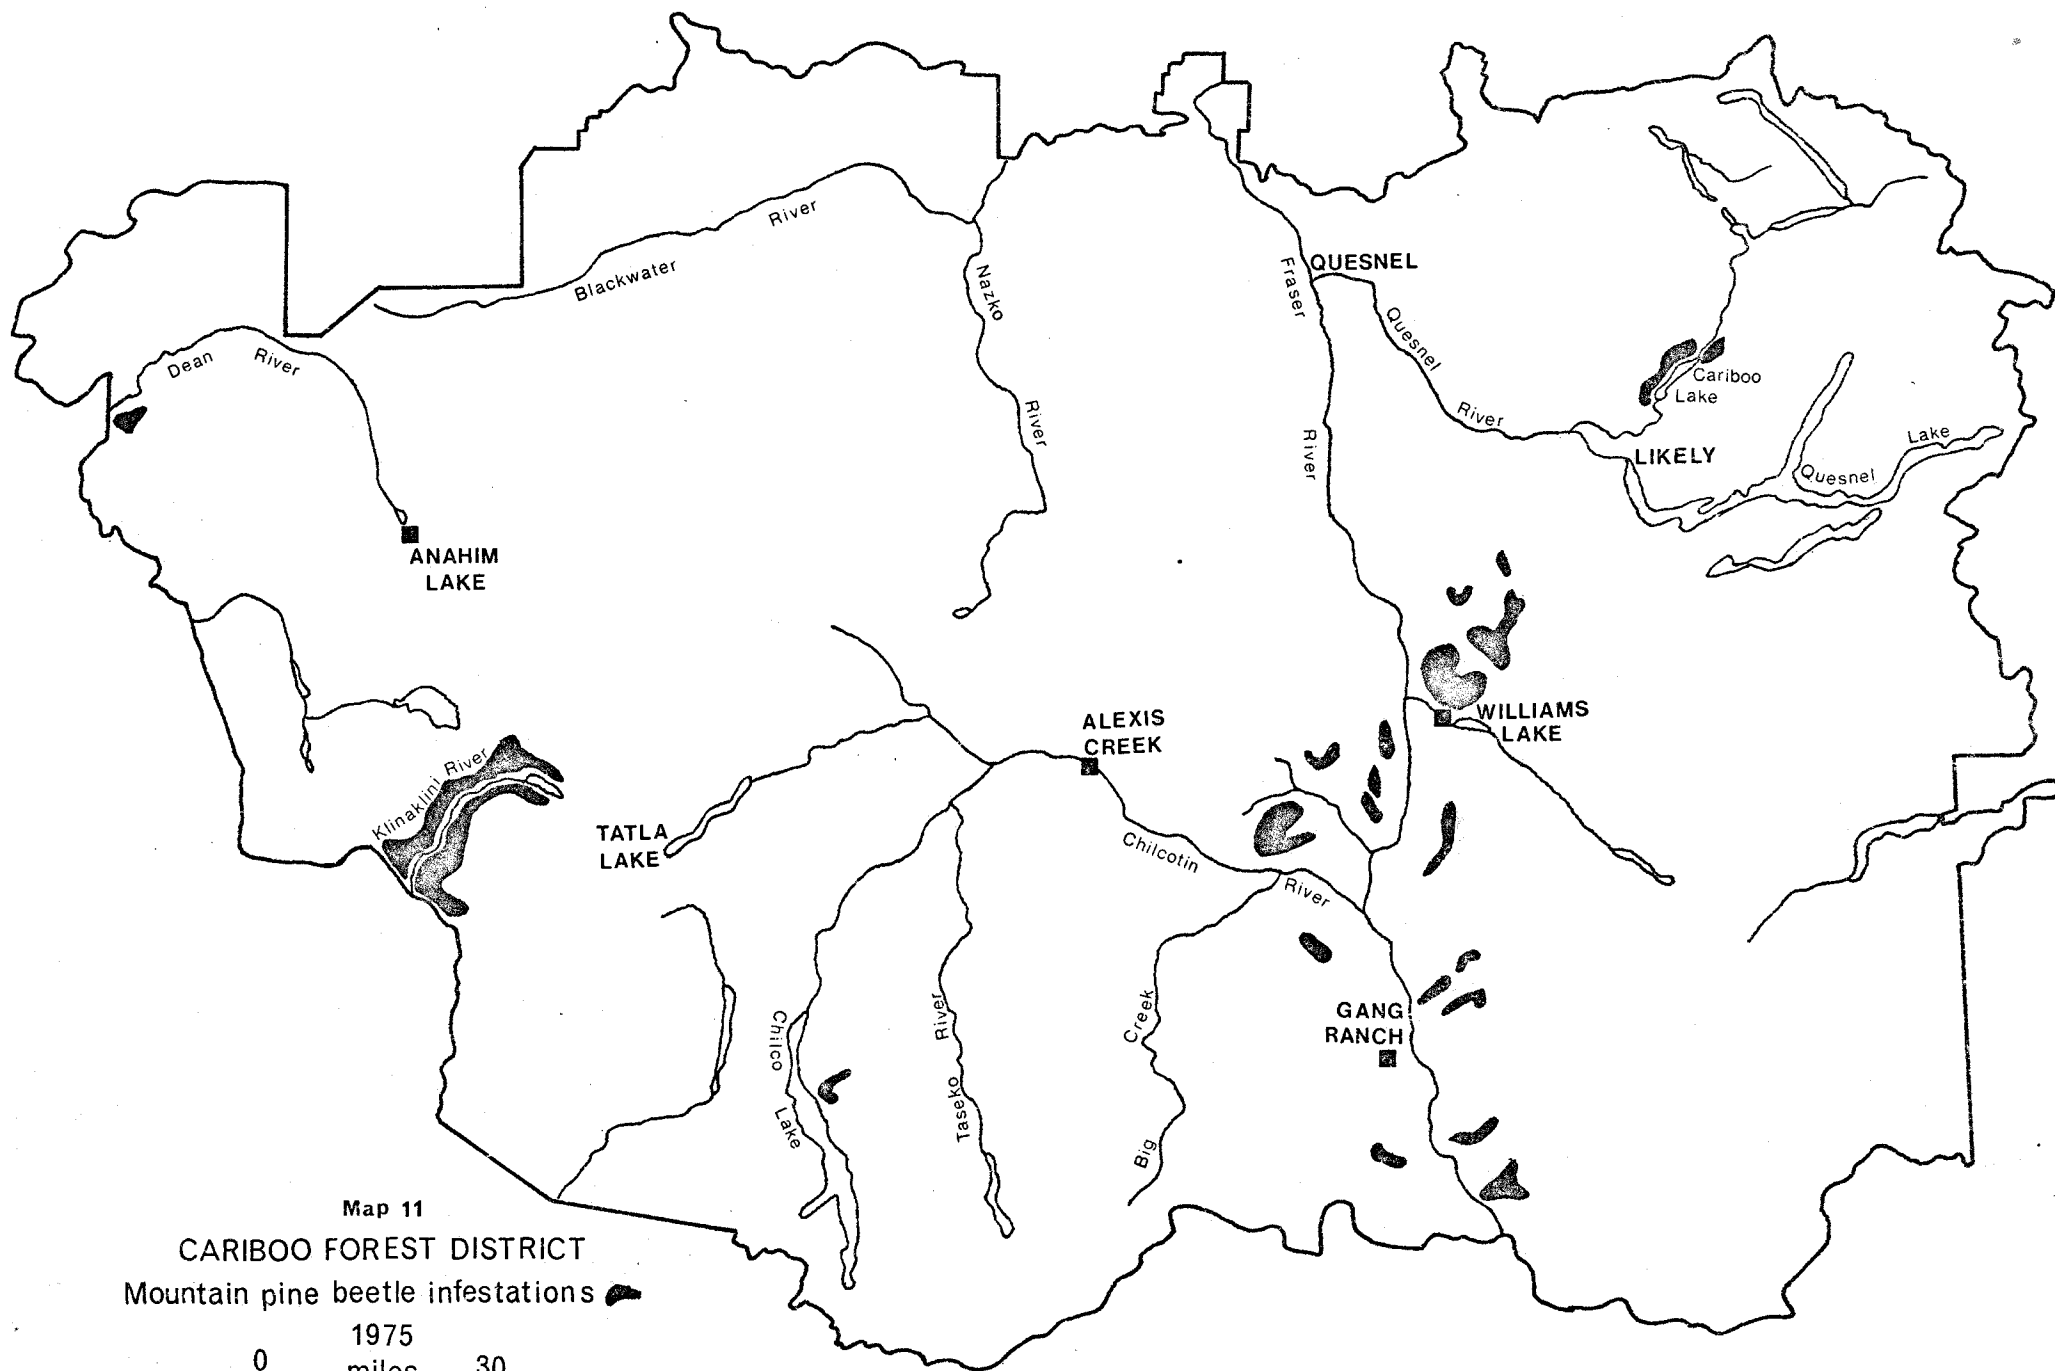 River
Blackwater
QUESNEL
Fraser
River
Nazko
River
Quesnel
River
Dean
River
Cariboo
Lake
LIKELY
Lake
Quesnel
ANAHIM
LAKE
WILLIAMS
LAKE
ALEXIS
CREEK
Klinaklini River
TATLA
LAKE
Chilcotin
River
GANG
RANCH
Chilco
Lake
Taseko River
Big Creek
Map 11
CARIBOO FOREST DISTRICT
Mountain pine beetle infestations
1975
0 miles 30